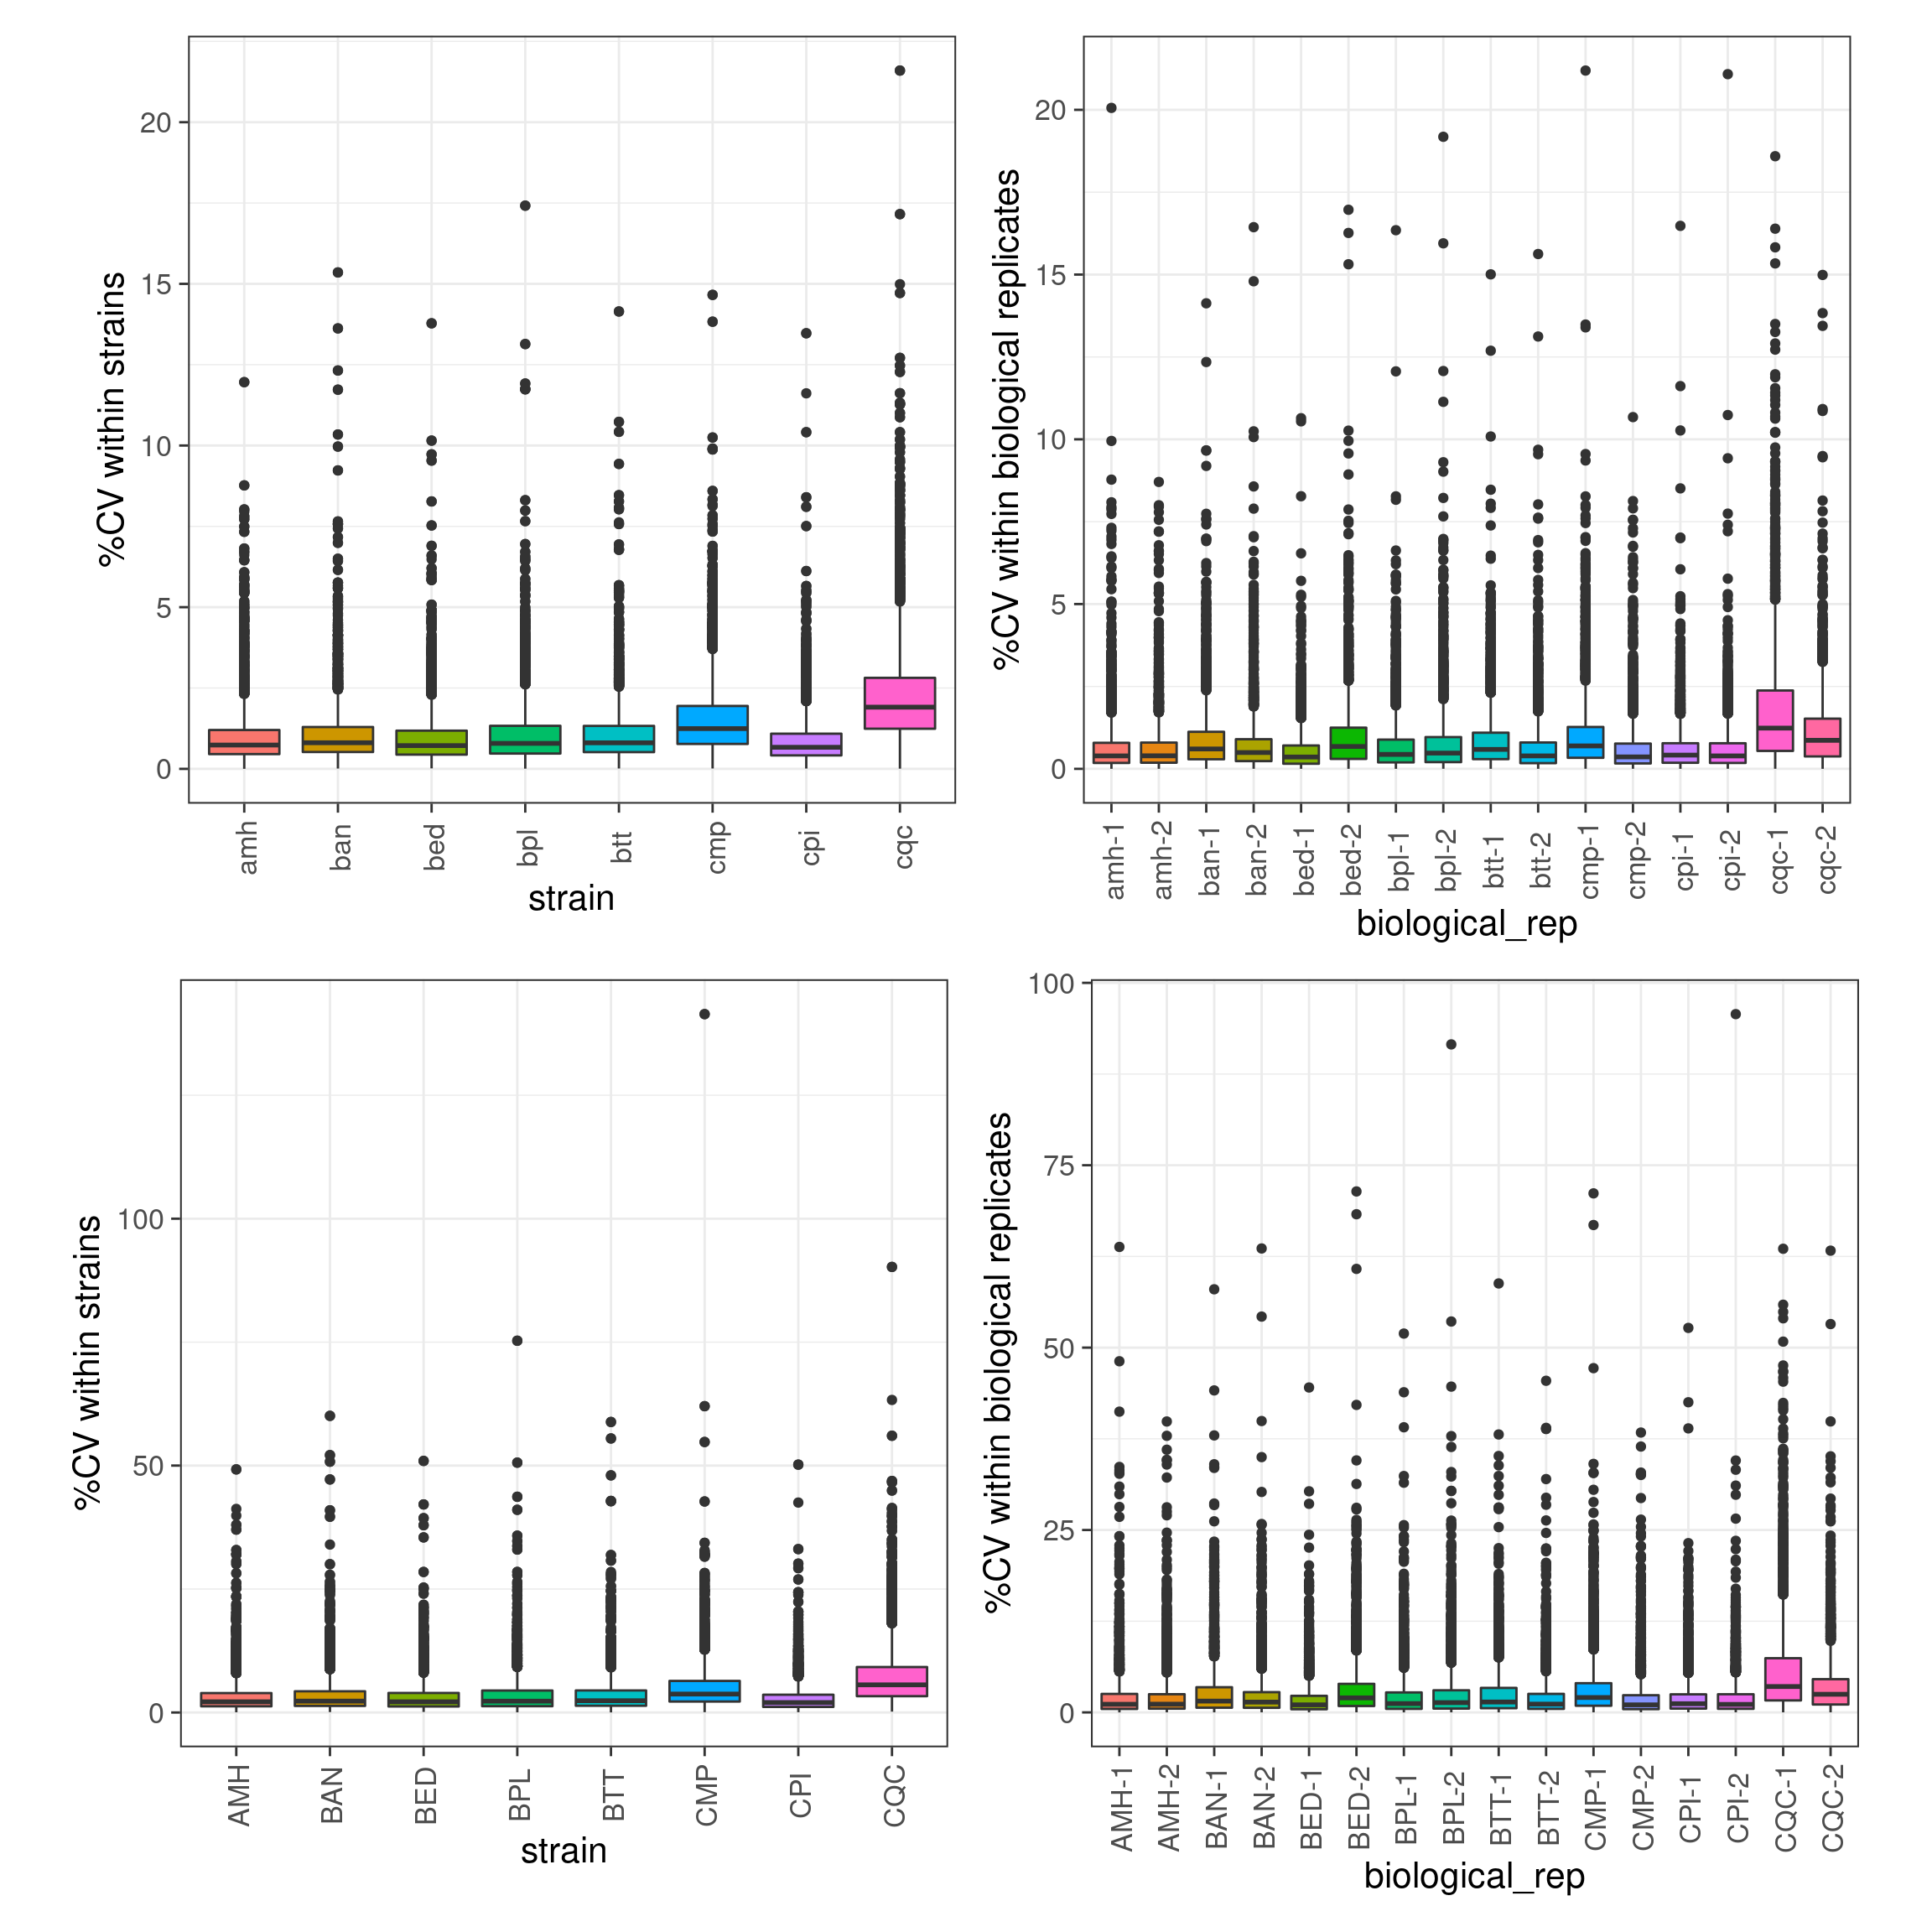 %CV within strains
20
15
10
5
0
amh ban bed bpl btt cmp cpi cqc
strain
%CV within biological replicates
20
15
10
5
0
amh-1 amh-2 ban-1 ban-2 bed-1 bed-2 bpl-1 bpl-2 btt-1 btt-2 cmp-1 cmp-2 cpi-1 cpi-2 cqc-1 cqc-2
biological_rep
%CV within strains
100
50
0
AMH BAN BED BPL BTT CMP CPI CQC
strain
%CV within biological replicates
100
75
50
25
0
AMH-1 AMH-2 BAN-1 BAN-2 BED-1 BED-2 BPL-1 BPL-2 BTT-1 BTT-2 CMP-1 CMP-2 CPI-1 CPI-2 CQC-1 CQC-2
biological_rep